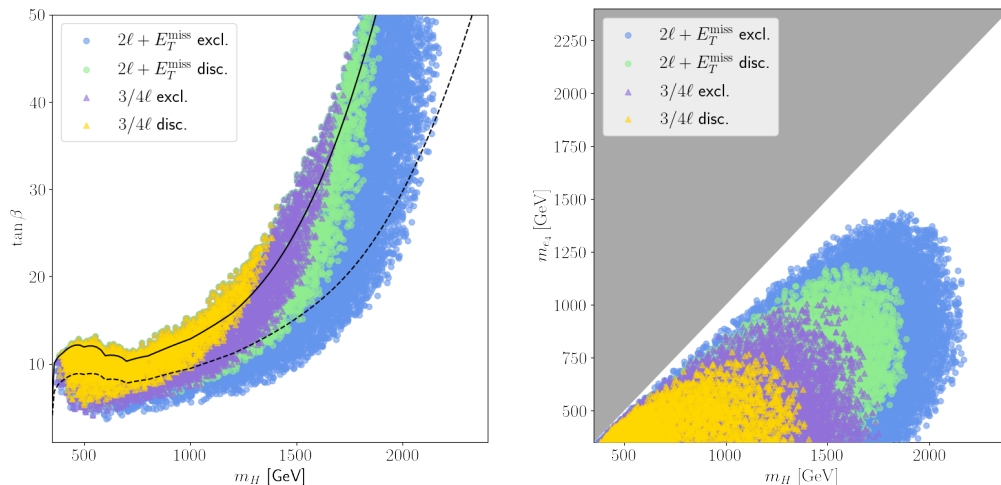 2ℓ + E_T^miss excl.
2ℓ + E_T^miss disc.
3/4ℓ excl.
3/4ℓ disc.
50
40
30
20
10
tan β
500
1000
1500
2000
m_H [GeV]
2ℓ + E_T^miss excl.
2ℓ + E_T^miss disc.
3/4ℓ excl.
3/4ℓ disc.
2250
2000
1750
1500
1250
1000
750
500
m_{e_4} [GeV]
500
1000
1500
2000
m_H [GeV]